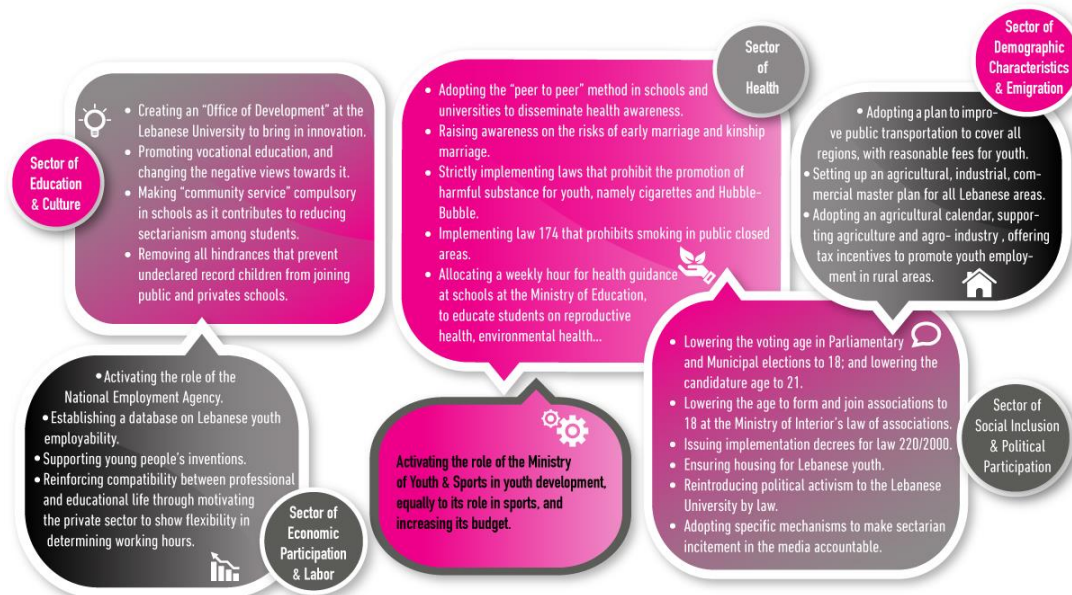 Sector of
Education
& Culture
• Creating an "Office of Development" at the
Lebanese University to bring in innovation.
• Promoting vocational education, and
changing the negative views towards it.
• Making "community service" compulsory
in schools as it contributes to reducing
sectarianism among students.
• Removing all hindrances that prevent
undeclared record children from joining
public and privates schools.
Sector
of
Health
• Adopting the "peer to peer" method in schools and
universities to disseminate health awareness.
• Raising awareness on the risks of early marriage and kinship
marriage.
• Strictly implementing laws that prohibit the promotion of
harmful substance for youth, namely cigarettes and Hubble-
Bubble.
• Implementing law 174 that prohibits smoking in public closed
areas.
• Allocating a weekly hour for health guidance
at schools at the Ministry of Education,
to educate students on reproductive
health, environmental health...
Sector of
Demographic
Characteristics
& Emigration
• Adopting a plan to impro-
ve public transportation to cover all
regions, with reasonable fees for youth.
• Setting up an agricultural, industrial, com-
mercial master plan for all Lebanese areas.
• Adopting an agricultural calendar, suppor-
ting agriculture and agro- industry , offering
tax incentives to promote youth employ-
ment in rural areas.
• Activating the role of the
National Employment Agency.
• Establishing a database on Lebanese youth
employability.
• Supporting young people's inventions.
• Reinforcing compatibility between professional
and educational life through motivating
the private sector to show flexibility in
determining working hours.
Sector of
Economic
Participation
& Labor
Activating the role of the Ministry
of Youth & Sports in youth development,
equally to its role in sports, and
increasing its budget.
• Lowering the voting age in Parliamentary
and Municipal elections to 18; and lowering the
candidature age to 21.
• Lowering the age to form and join associations to
18 at the Ministry of Interior's law of associations.
• Issuing implementation decrees for law 220/2000.
• Ensuring housing for Lebanese youth.
• Reintroducing political activism to the Lebanese
University by law.
• Adopting specific mechanisms to make sectarian
incitement in the media accountable.
Sector of
Social Inclusion
& Political
Participation